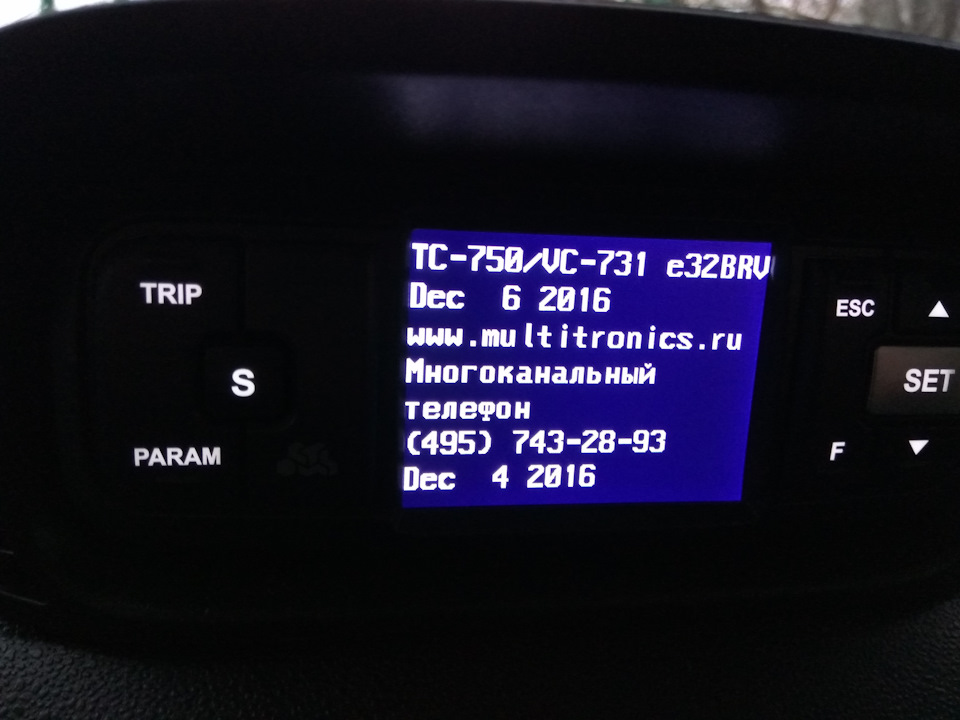 TC-750/VC-731 e32BRV
Dec 6 2016
www.multitronics.ru
Многоканальный
телефон
(495) 743-28-93
Dec 4 2016
TRIP
S
PARAM
ESC
SET
F